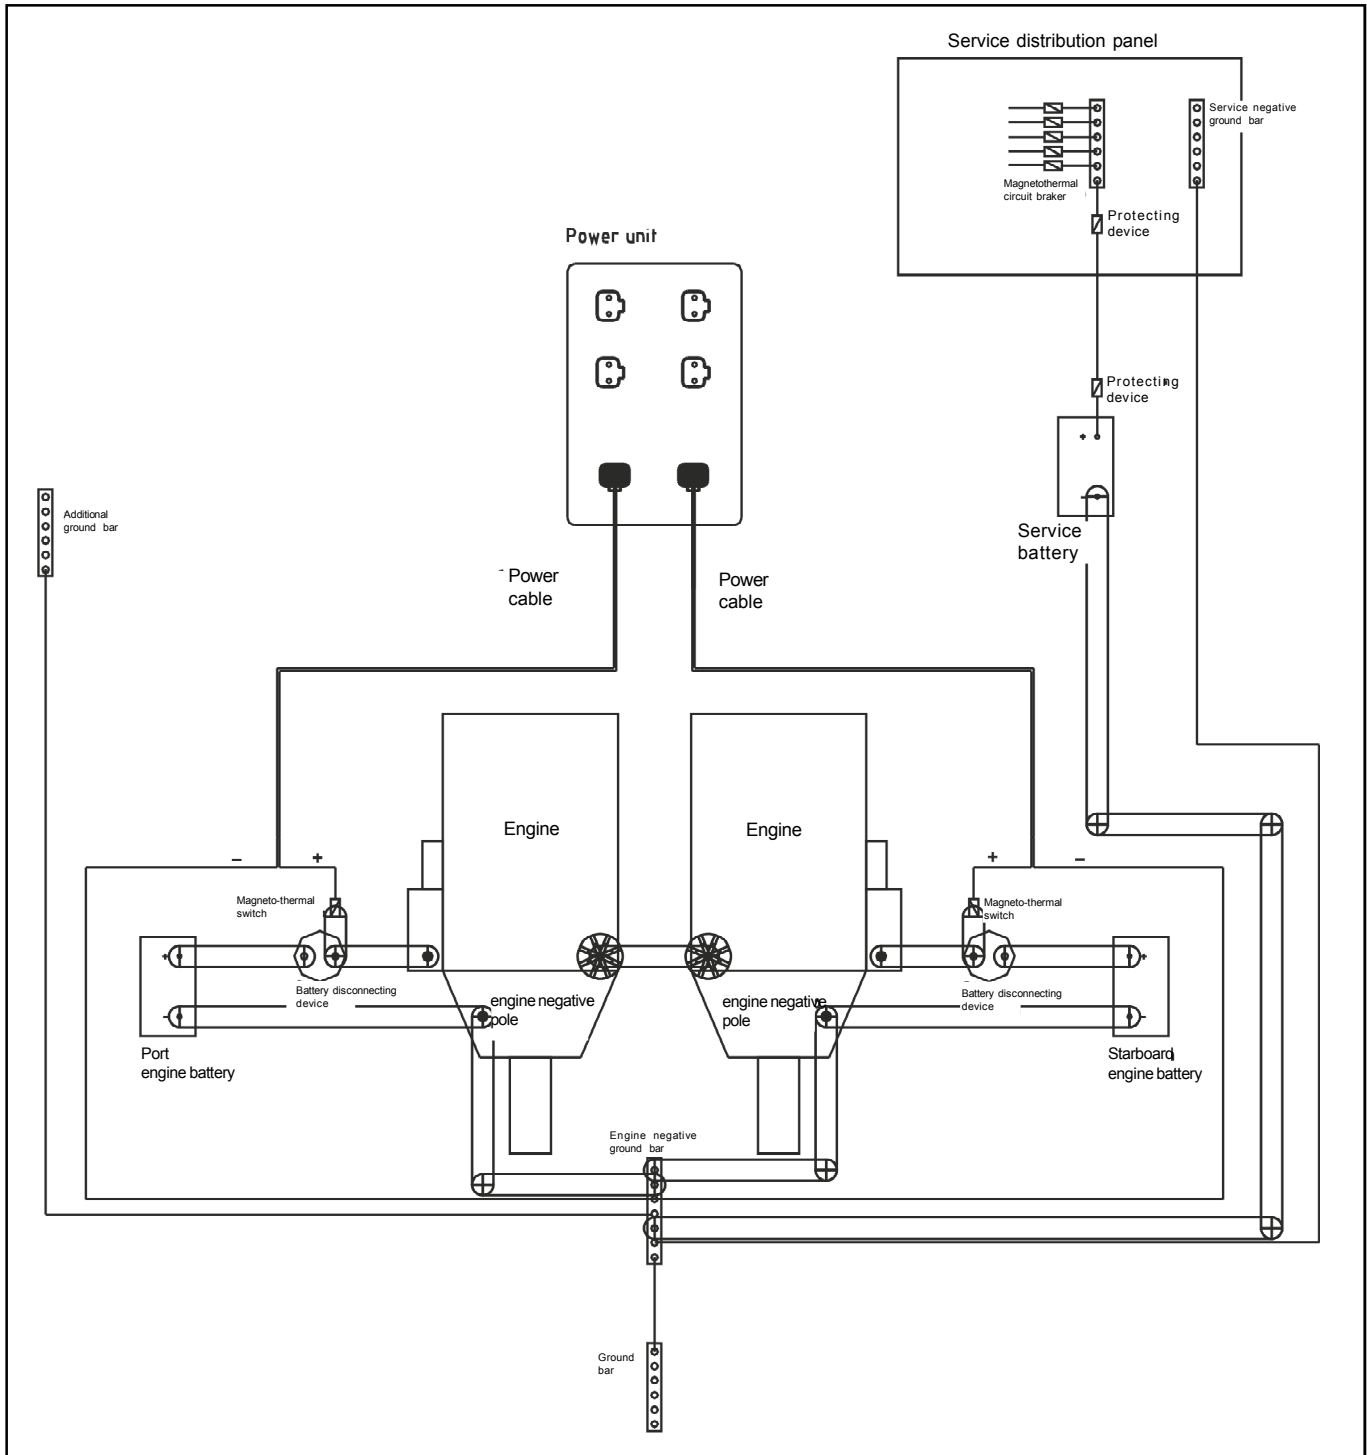 Service distribution panel
Service negative
ground bar
Magnetothermal
circuit braker
Protecting
device
Power unit
Protecting
device
+
-
Service
battery
Additional
ground bar
Power
cable
Power
cable
Engine
Engine
-
+
+
-
Magneto-thermal
switch
Magneto-thermal
switch
+
+
Battery disconnecting
device
Battery disconnecting
device
engine negative
pole
engine negative
pole
-
-
Port
engine battery
Starboard
engine battery
Engine negative
ground bar
Ground
bar